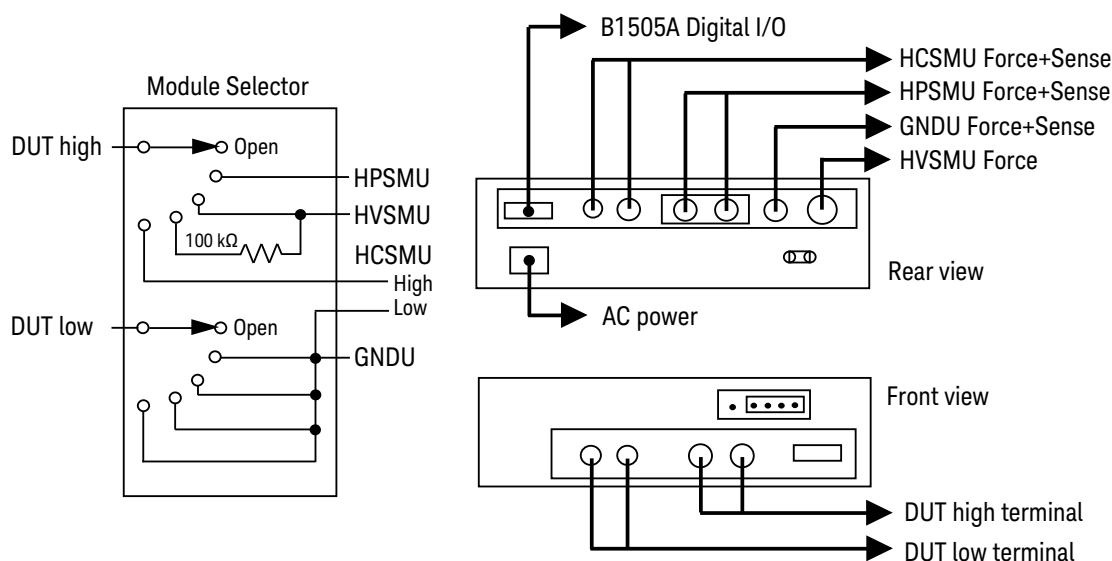 Module Selector
DUT high
Open
HPSMU
HVSMU
100 kΩ
HCSMU
High
Low
DUT low
Open
GNDU
B1505A Digital I/O
HCSMU Force+Sense
HPSMU Force+Sense
GNDU Force+Sense
HVSMU Force
Rear view
AC power
Front view
DUT high terminal
DUT low terminal